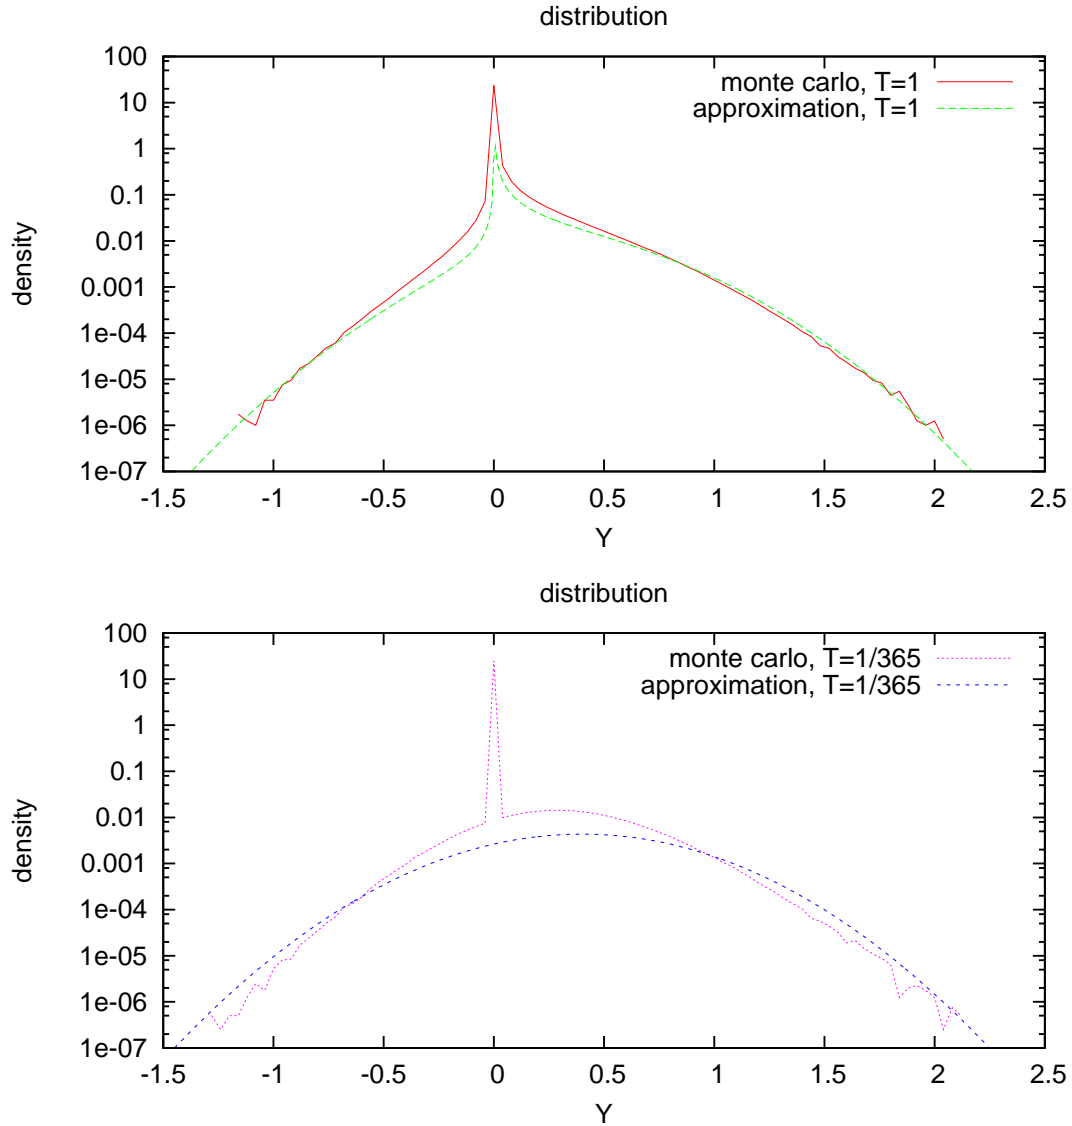 distribution
100
10
1
0.1
0.01
0.001
1e-04
1e-05
1e-06
1e-07
density
monte carlo, T=1
approximation, T=1
-1.5 -1 -0.5 0 0.5 1 1.5 2 2.5
Y
distribution
100
10
1
0.1
0.01
0.001
1e-04
1e-05
1e-06
1e-07
density
monte carlo, T=1/365
approximation, T=1/365
-1.5 -1 -0.5 0 0.5 1 1.5 2 2.5
Y